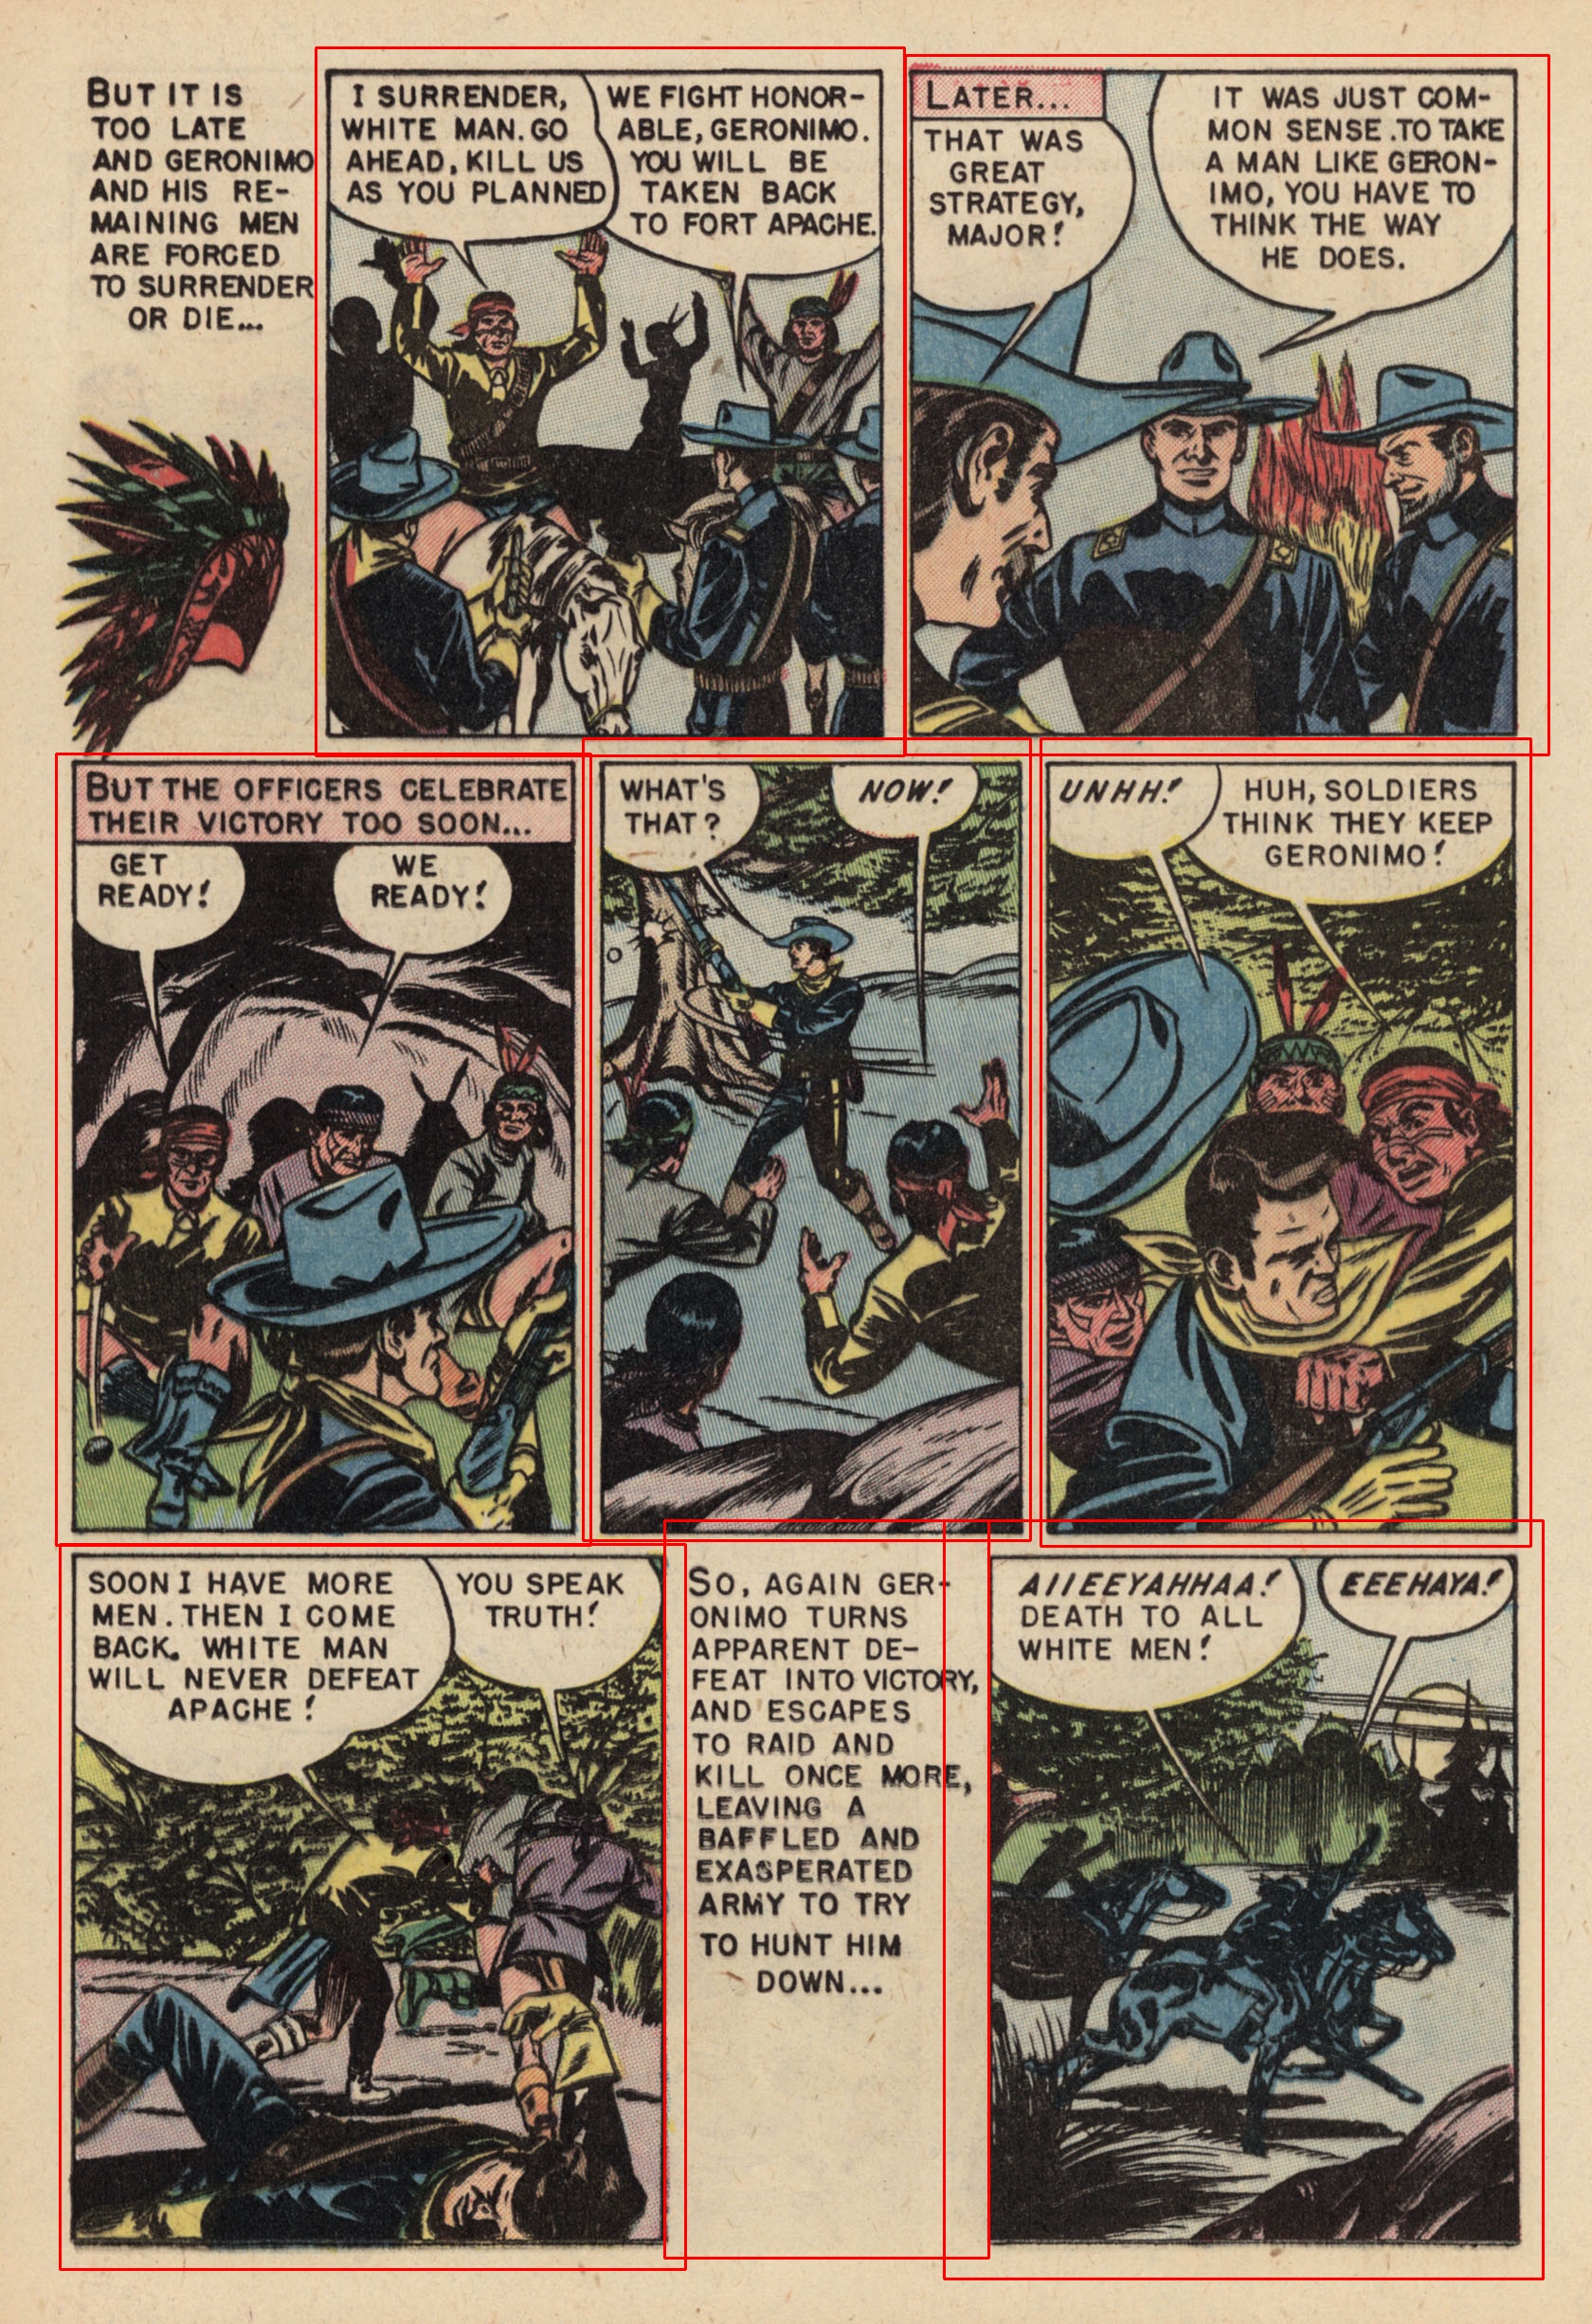 BUT IT IS
TOO LATE
AND GERONIMO
AND HIS RE-
MAINING MEN
ARE FORCED
TO SURRENDER
OR DIE...
I SURRENDER,
WHITE MAN. GO
AHEAD, KILL US
AS YOU PLANNED
WE FIGHT HONOR-
ABLE, GERONIMO.
YOU WILL BE
TAKEN BACK
TO FORT APACHE.
LATER...
THAT WAS
GREAT
STRATEGY,
MAJOR!
IT WAS JUST COM-
MON SENSE. TO TAKE
A MAN LIKE GERON-
IMO, YOU HAVE TO
THINK THE WAY
HE DOES.
BUT THE OFFICERS CELEBRATE
THEIR VICTORY TOO SOON...
GET
READY!
WE
READY!
WHAT'S
THAT?
NOW!
UNHH!
HUH, SOLDIERS
THINK THEY KEEP
GERONIMO!
SOON I HAVE MORE
MEN. THEN I COME
BACK. WHITE MAN
WILL NEVER DEFEAT
APACHE!
YOU SPEAK
TRUTH!
SO, AGAIN GER-
ONIMO TURNS
APPARENT DE-
FEAT INTO VICTORY,
AND ESCAPES
TO RAID AND
KILL ONCE MORE,
LEAVING A
BAFFLED AND
EXASPERATED
ARMY TO TRY
TO HUNT HIM
DOWN...
AIIEEYAHHAA!
DEATH TO ALL
WHITE MEN!
EEEHAYA!